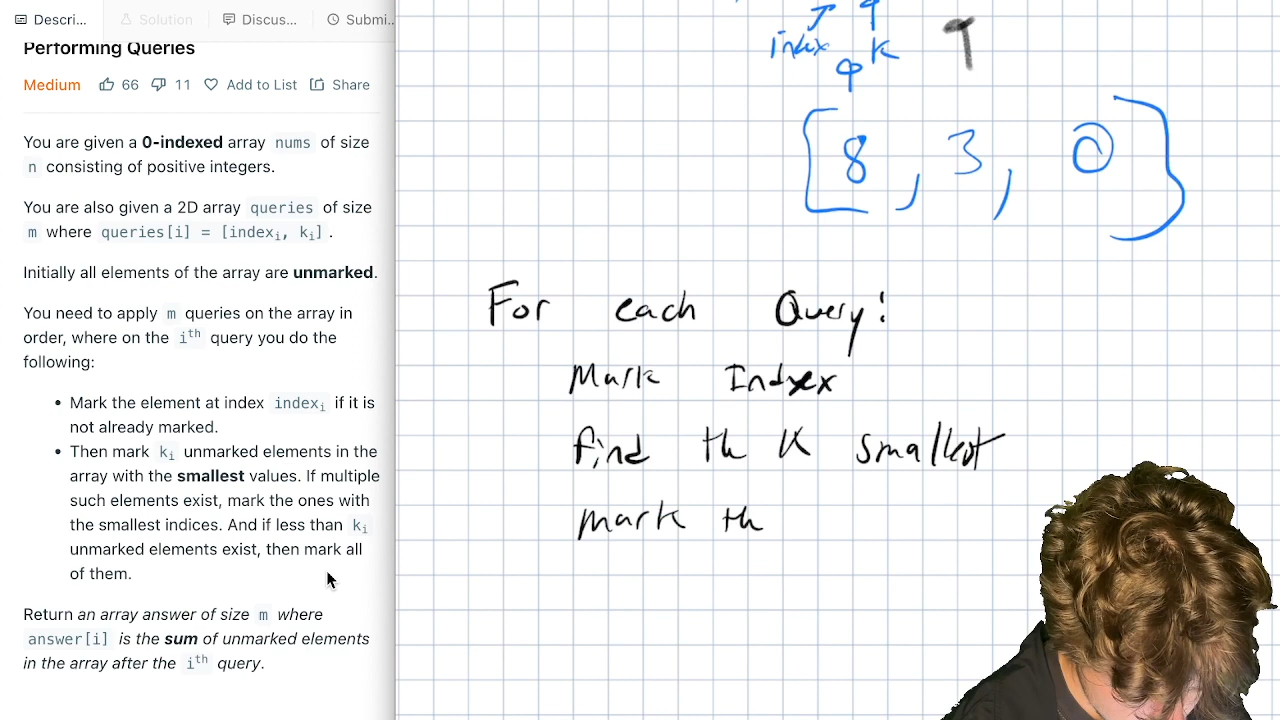 Descri... Solution Discus... Submi...
Performing Queries
Medium 66 11 Add to List Share
You are given a 0-indexed array nums of size
n consisting of positive integers.
You are also given a 2D array queries of size
m where queries[i] = [indexi, ki].
Initially all elements of the array are unmarked.
You need to apply m queries on the array in
order, where on the ith query you do the
following:
• Mark the element at index indexi if it is
not already marked.
• Then mark ki unmarked elements in the
array with the smallest values. If multiple
such elements exist, mark the ones with
the smallest indices. And if less than ki
unmarked elements exist, then mark all
of them.
Return an array answer of size m where
answer[i] is the sum of unmarked elements
in the array after the ith query.
index K
[8, 3, 0]
For each Query:
Mark Index
find th K smallest
mark th